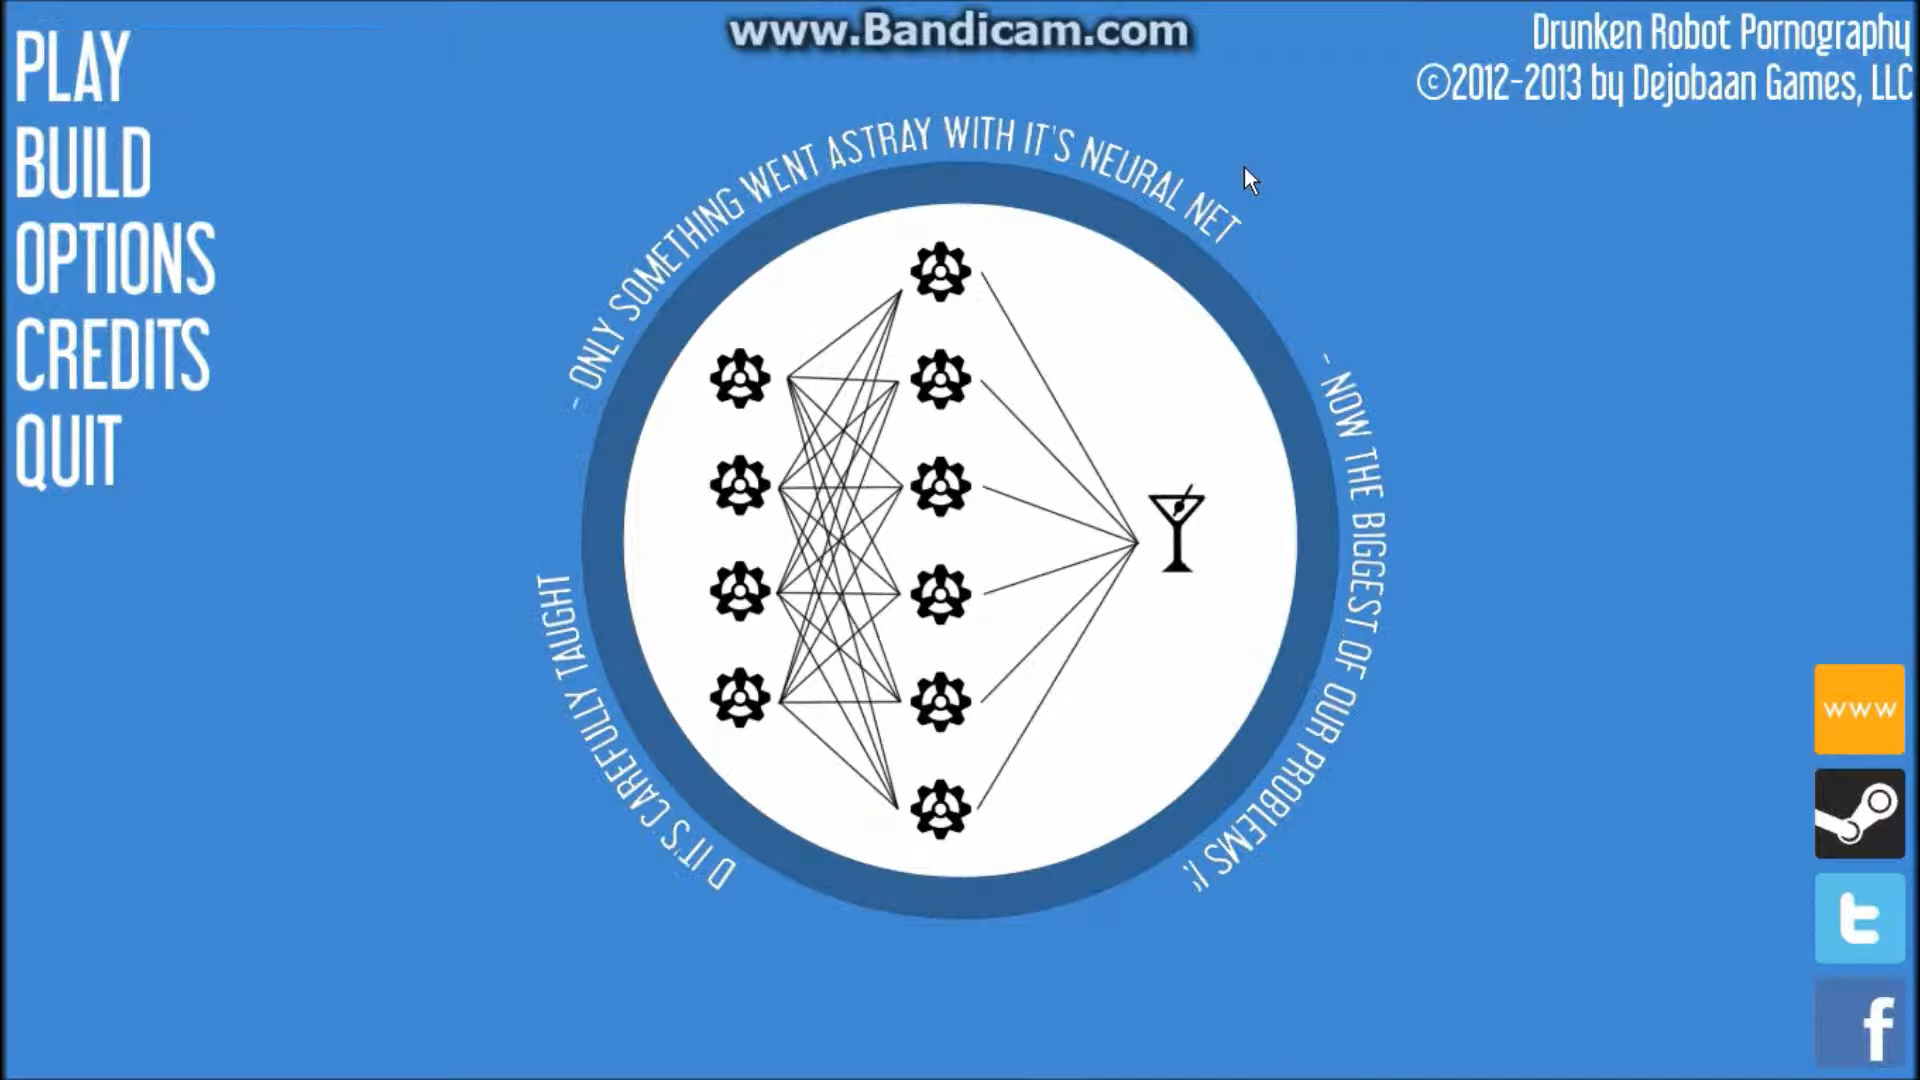 www.Bandicam.com
PLAY
BUILD
OPTIONS
CREDITS
QUIT
Drunken Robot Pornography
©2012-2013 by Dejobaan Games, LLC
D IT'S CAREFULLY TAUGHT
- ONLY SOMETHING WENT ASTRAY WITH IT'S NEURAL NET
- NOW THE BIGGEST OF OUR PROBLEMS
www
t
f